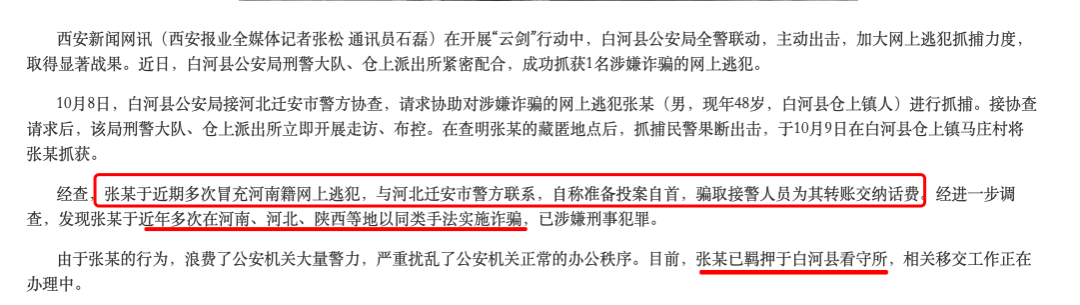 西安新闻网讯（西安报业全媒体记者张松 通讯员石磊）在开展“云剑”行动中，白河县公安局全警联动，主动出击，加大网上逃犯抓捕力度，
取得显著战果。近日，白河县公安局刑警大队、仓上派出所紧密配合，成功抓获1名涉嫌诈骗的网上逃犯。
10月8日，白河县公安局接河北迁安市警方协查，请求协助对涉嫌诈骗的网上逃犯张某（男，现年48岁，白河县仓上镇人）进行抓捕。接协查
请求后，该局刑警大队、仓上派出所立即开展走访、布控。在查明张某的藏匿地点后，抓捕民警果断出击，于10月9日在白河县仓上镇马庄村将
张某抓获。
经查，张某于近期多次冒充河南籍网上逃犯，与河北迁安市警方联系，自称准备投案自首，骗取接警人员为其转账交纳话费。经进一步调
查，发现张某于近年多次在河南、河北、陕西等地以同类手法实施诈骗，已涉嫌刑事犯罪。
由于张某的行为，浪费了公安机关大量警力，严重扰乱了公安机关正常的办公秩序。目前，张某已羁押于白河县看守所，相关移交工作正在
办理中。